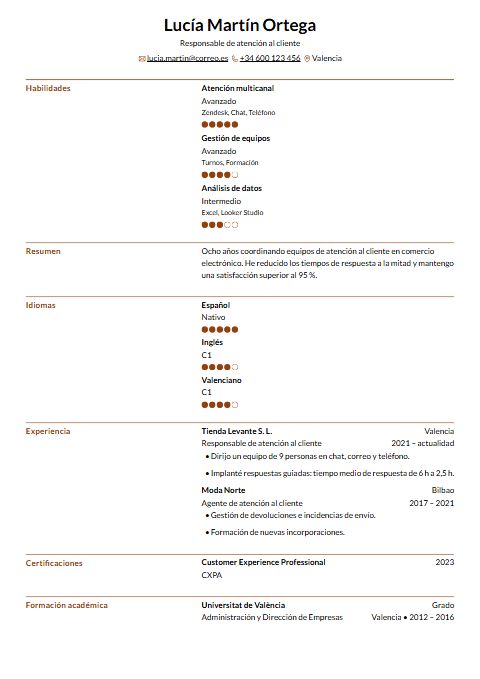 Lucía Martín Ortega
Responsable de atención al cliente
lucia.martin@correo.es +34 600 123 456 Valencia
Habilidades
Atención multicanal
Avanzado
Zendesk, Chat, Teléfono
Gestión de equipos
Avanzado
Turnos, Formación
Análisis de datos
Intermedio
Excel, Looker Studio
Resumen
Ocho años coordinando equipos de atención al cliente en comercio
electrónico. He reducido los tiempos de respuesta a la mitad y mantengo
una satisfacción superior al 95 %.
Idiomas
Español
Nativo
Inglés
C1
Valenciano
C1
Experiencia
Tienda Levante S. L. Valencia
Responsable de atención al cliente 2021 – actualidad
• Dirijo un equipo de 9 personas en chat, correo y teléfono.
• Implanté respuestas guiadas: tiempo medio de respuesta de 6 h a 2,5 h.
Moda Norte Bilbao
Agente de atención al cliente 2017 – 2021
• Gestión de devoluciones e incidencias de envío.
• Formación de nuevas incorporaciones.
Certificaciones
Customer Experience Professional 2023
CXPA
Formación académica
Universitat de València Grado
Administración y Dirección de Empresas Valencia • 2012 – 2016